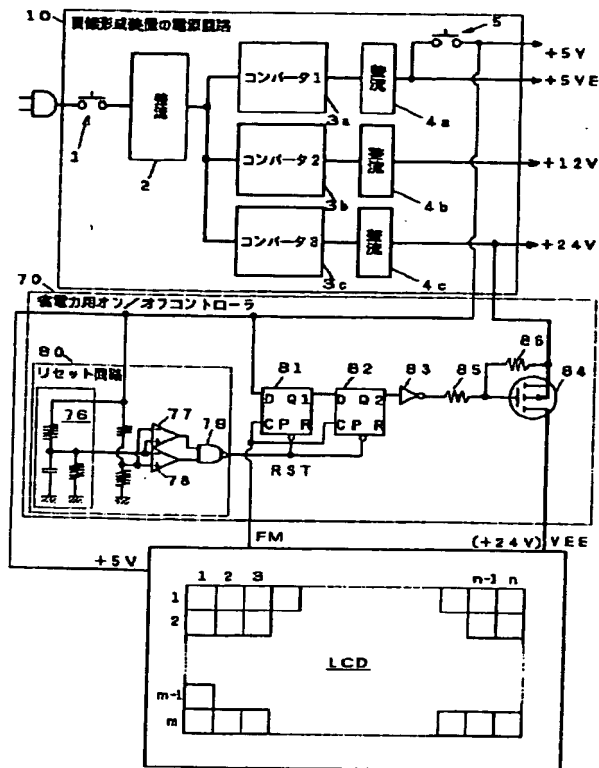 10
画像形成装置の電源回路
5
+5V
+5VE
コンバータ1
整流
3a
4a
1
整流
2
コンバータ2
整流
+12V
3b
4b
コンバータ3
整流
+24V
3c
4c
70
省電力用オン/オフコントローラ
80
リセット回路
76
77
78
79
81
D Q1
CP R
82
D Q2
CP R
83
85
86
84
RST
FM
+5V
(+24V) VEE
1 2 3
n-1 n
1
2
LCD
m-1
m